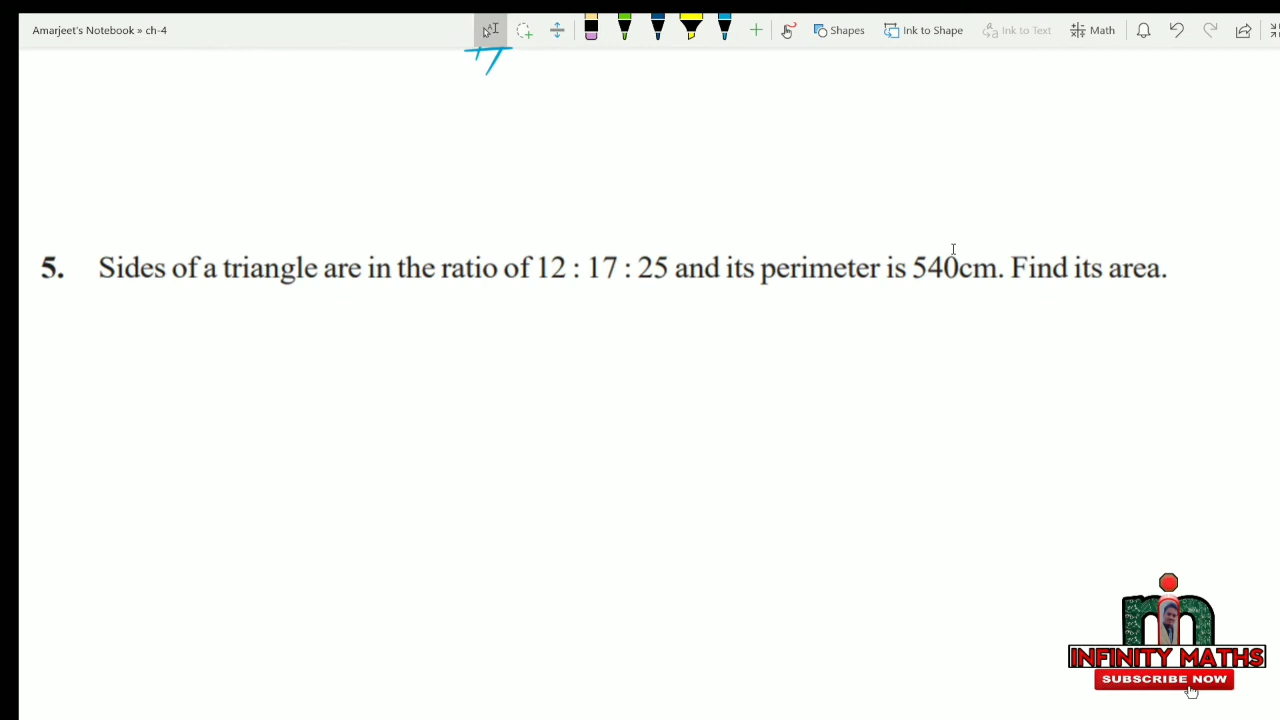 Amarjeet's Notebook » ch-4
Shapes
Ink to Shape
Ink to Text
Math
5. Sides of a triangle are in the ratio of 12 : 17 : 25 and its perimeter is 540cm. Find its area.
INFINITY MATHS
SUBSCRIBE NOW